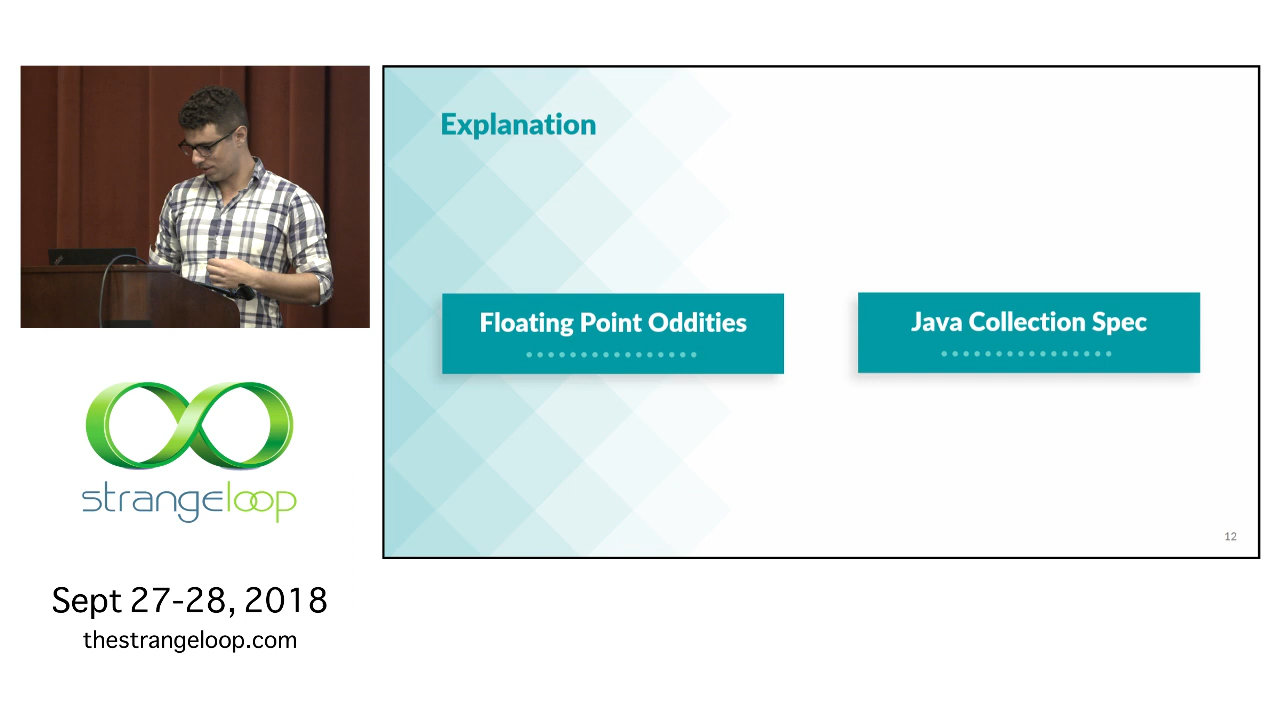 Explanation
Floating Point Oddities
Java Collection Spec
12
strangeloop
Sept 27-28, 2018
thestrangeloop.com